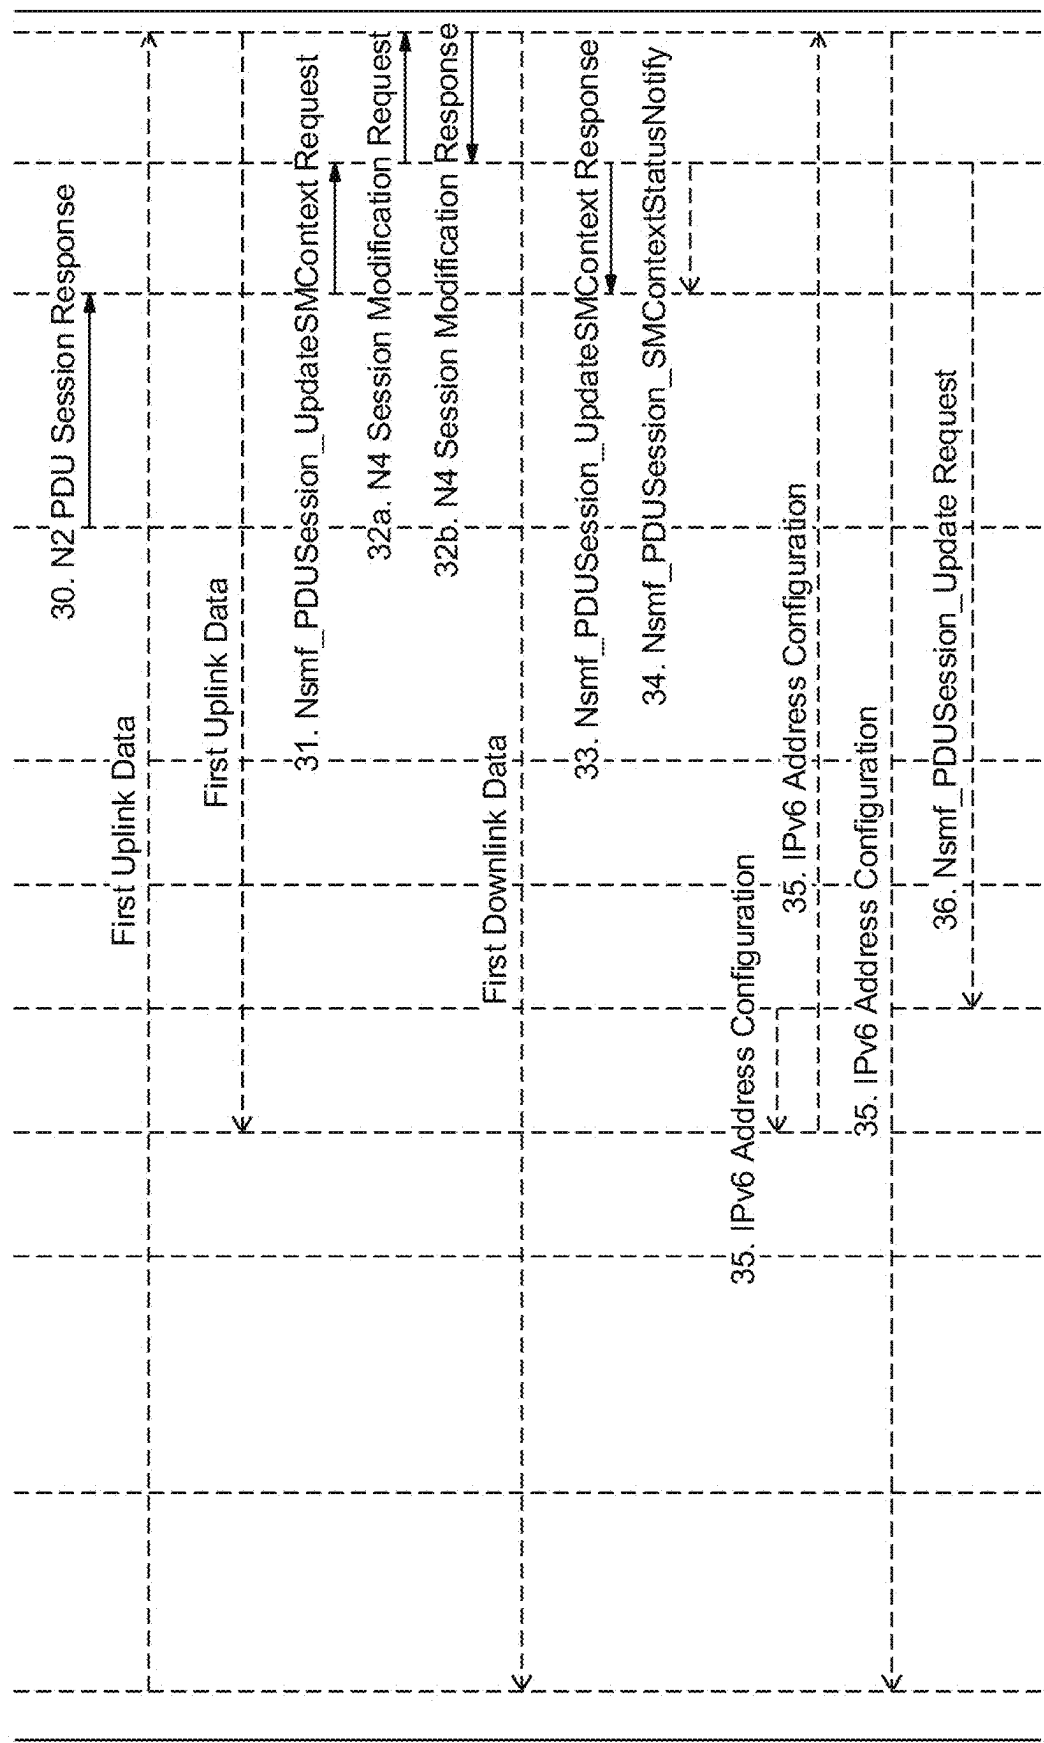 30. N2 PDU Session Response
First Uplink Data
First Uplink Data
31. Nsmf_PDUSession_UpdateSMContext Request
32a. N4 Session Modification Request
32b. N4 Session Modification Response
First Downlink Data
33. Nsmf_PDUSession_UpdateSMContext Response
34. Nsmf_PDUSession_SMContextStatusNotify
35. IPv6 Address Configuration
35. IPv6 Address Configuration
35. IPv6 Address Configuration
36. Nsmf_PDUSession_Update Request